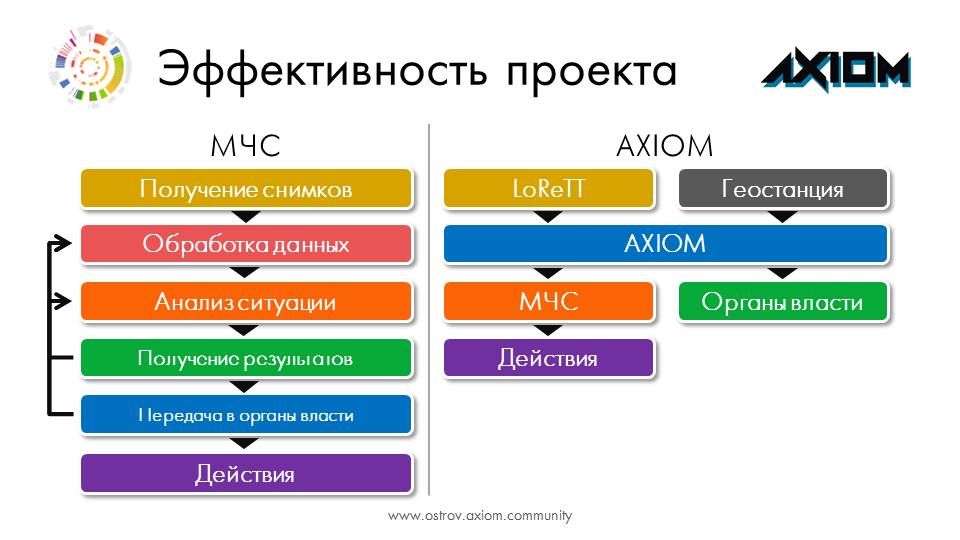 Эффективность проекта
AXIOM
МЧС
Получение снимков
Обработка данных
Анализ ситуации
Получение результатов
Передача в органы власти
Действия
AXIOM
LoReTT
Геостанция
AXIOM
МЧС
Органы власти
Действия
www.ostrov.axiom.community